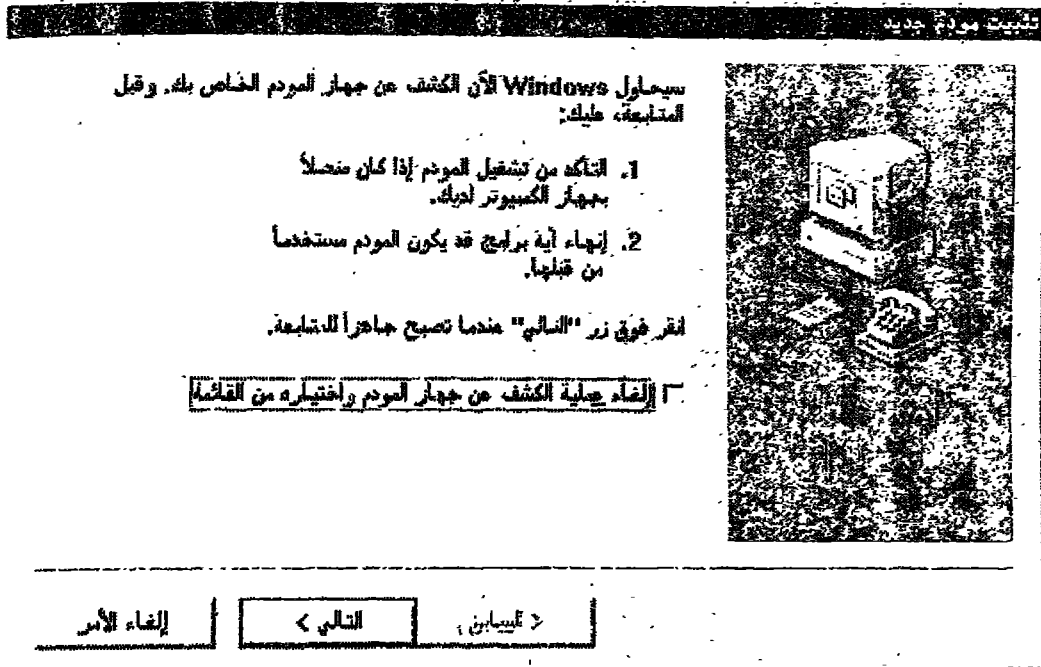 تثبيت مودم جديد
سيحاول Windows الآن الكشف عن جهاز المودم الخاص بك. وقبل
المتابعة، عليك:
1. التأكد من تشغيل المودم إذا كان متصلاً
بجهاز الكمبيوتر لديك.
2. إنهاء أية برامج قد يكون المودم مستخدماً
من قبلها.
انقر فوق زر "التالي" عندما تصبح جاهزاً للمتابعة.
إلغاء عملية الكشف عن جهاز المودم واختياره من القائمة
< السابق
التالي >
إلغاء الأمر